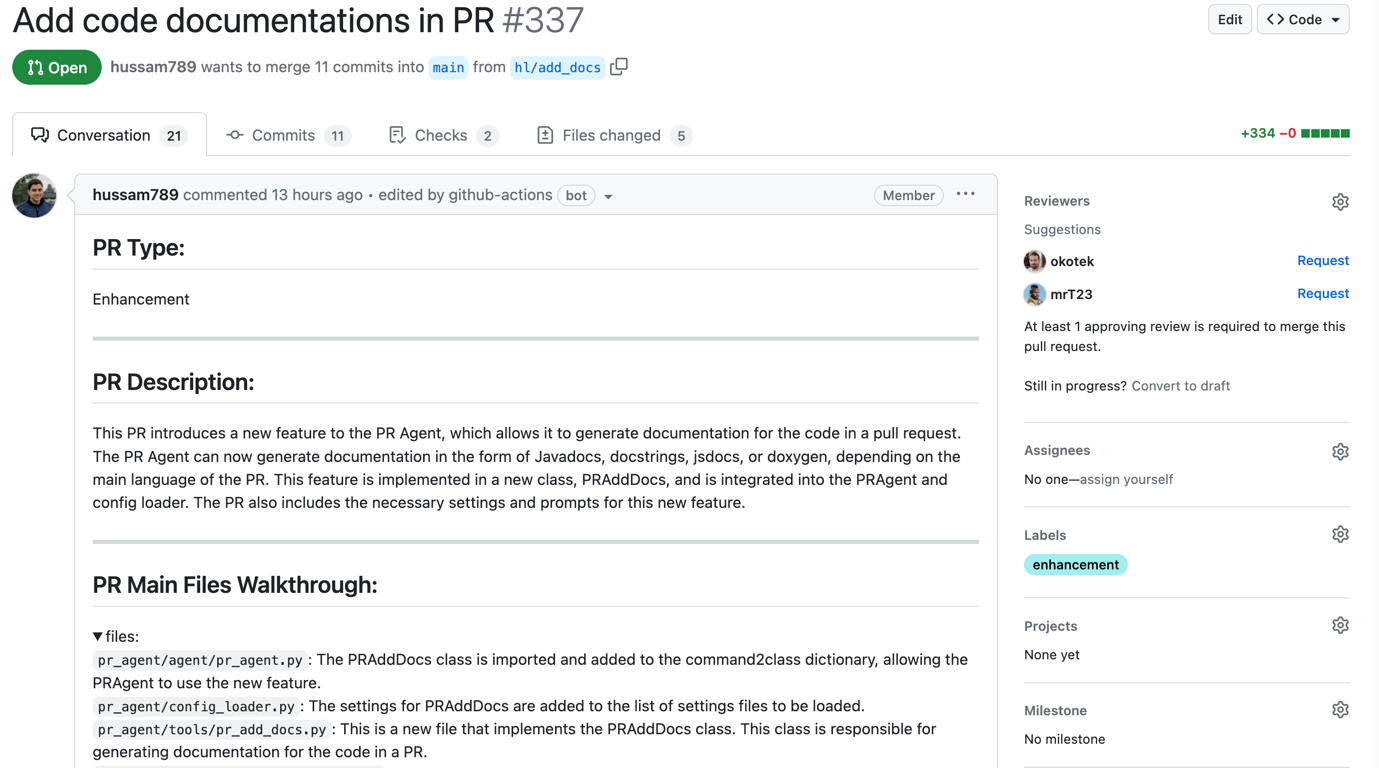 Add code documentations in PR #337
Edit
<> Code
Open
hussam789 wants to merge 11 commits into main from hl/add_docs
Conversation 21
Commits 11
Checks 2
Files changed 5
+334 −0
hussam789 commented 13 hours ago • edited by github-actions bot
Member
PR Type:
Enhancement
PR Description:
This PR introduces a new feature to the PR Agent, which allows it to generate documentation for the code in a pull request.
The PR Agent can now generate documentation in the form of Javadocs, docstrings, jsdocs, or doxygen, depending on the
main language of the PR. This feature is implemented in a new class, PRAddDocs, and is integrated into the PRAgent and
config loader. The PR also includes the necessary settings and prompts for this new feature.
PR Main Files Walkthrough:
files:
pr_agent/agent/pr_agent.py : The PRAddDocs class is imported and added to the command2class dictionary, allowing the
PRAgent to use the new feature.
pr_agent/config_loader.py : The settings for PRAddDocs are added to the list of settings files to be loaded.
pr_agent/tools/pr_add_docs.py : This is a new file that implements the PRAddDocs class. This class is responsible for
generating documentation for the code in a PR.
Reviewers
Suggestions
okotek Request
mrT23 Request
At least 1 approving review is required to merge this
pull request.
Still in progress? Convert to draft
Assignees
No one—assign yourself
Labels
enhancement
Projects
None yet
Milestone
No milestone